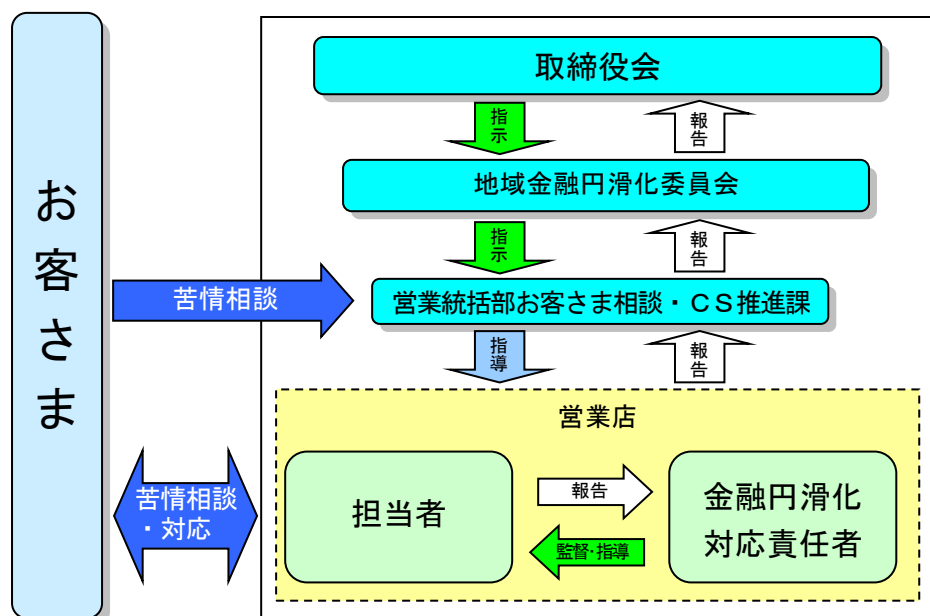 お客さま
取締役会
指示
報告
地域金融円滑化委員会
指示
報告
苦情相談
営業統括部お客さま相談・ＣＳ推進課
指導
報告
営業店
苦情相談
・対応
担当者
報告
監督・指導
金融円滑化
対応責任者